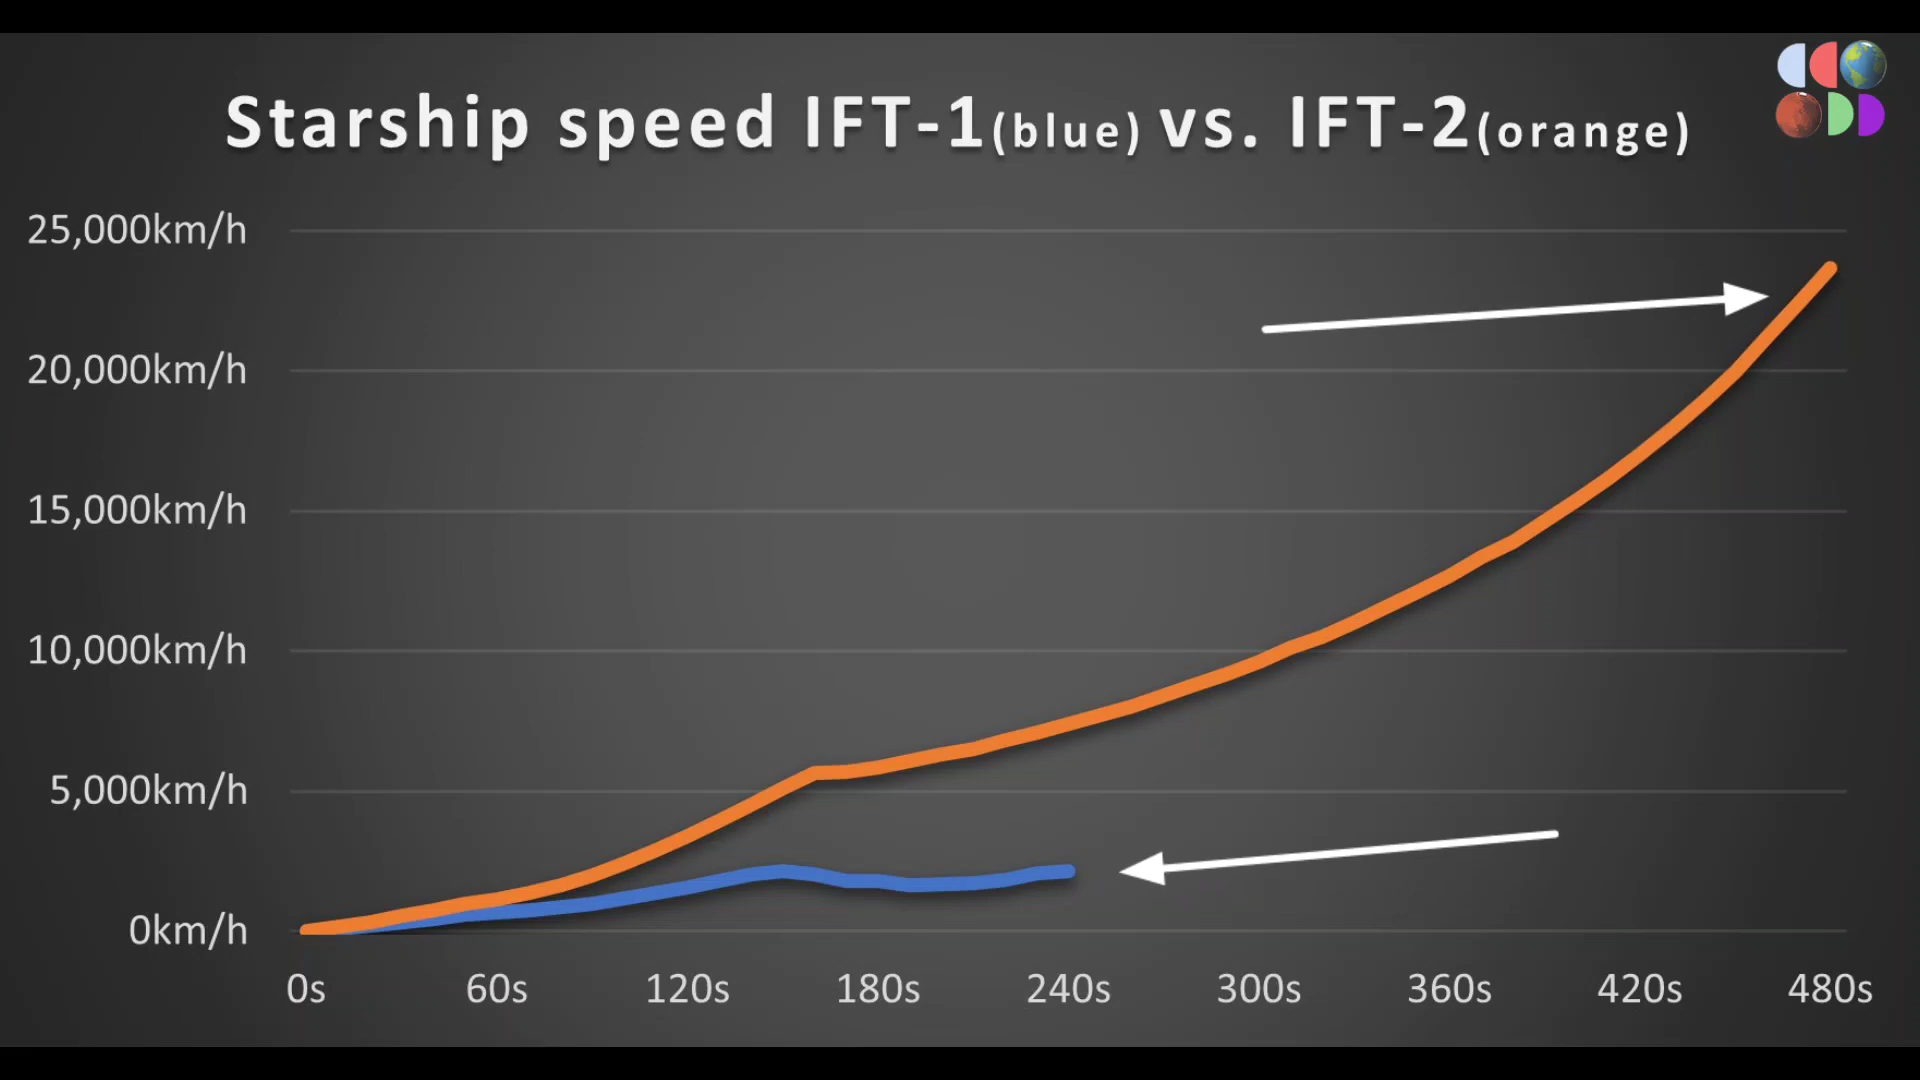 Starship speed IFT-1(blue) vs. IFT-2(orange)
25,000km/h
20,000km/h
15,000km/h
10,000km/h
5,000km/h
0km/h
0s 60s 120s 180s 240s 300s 360s 420s 480s